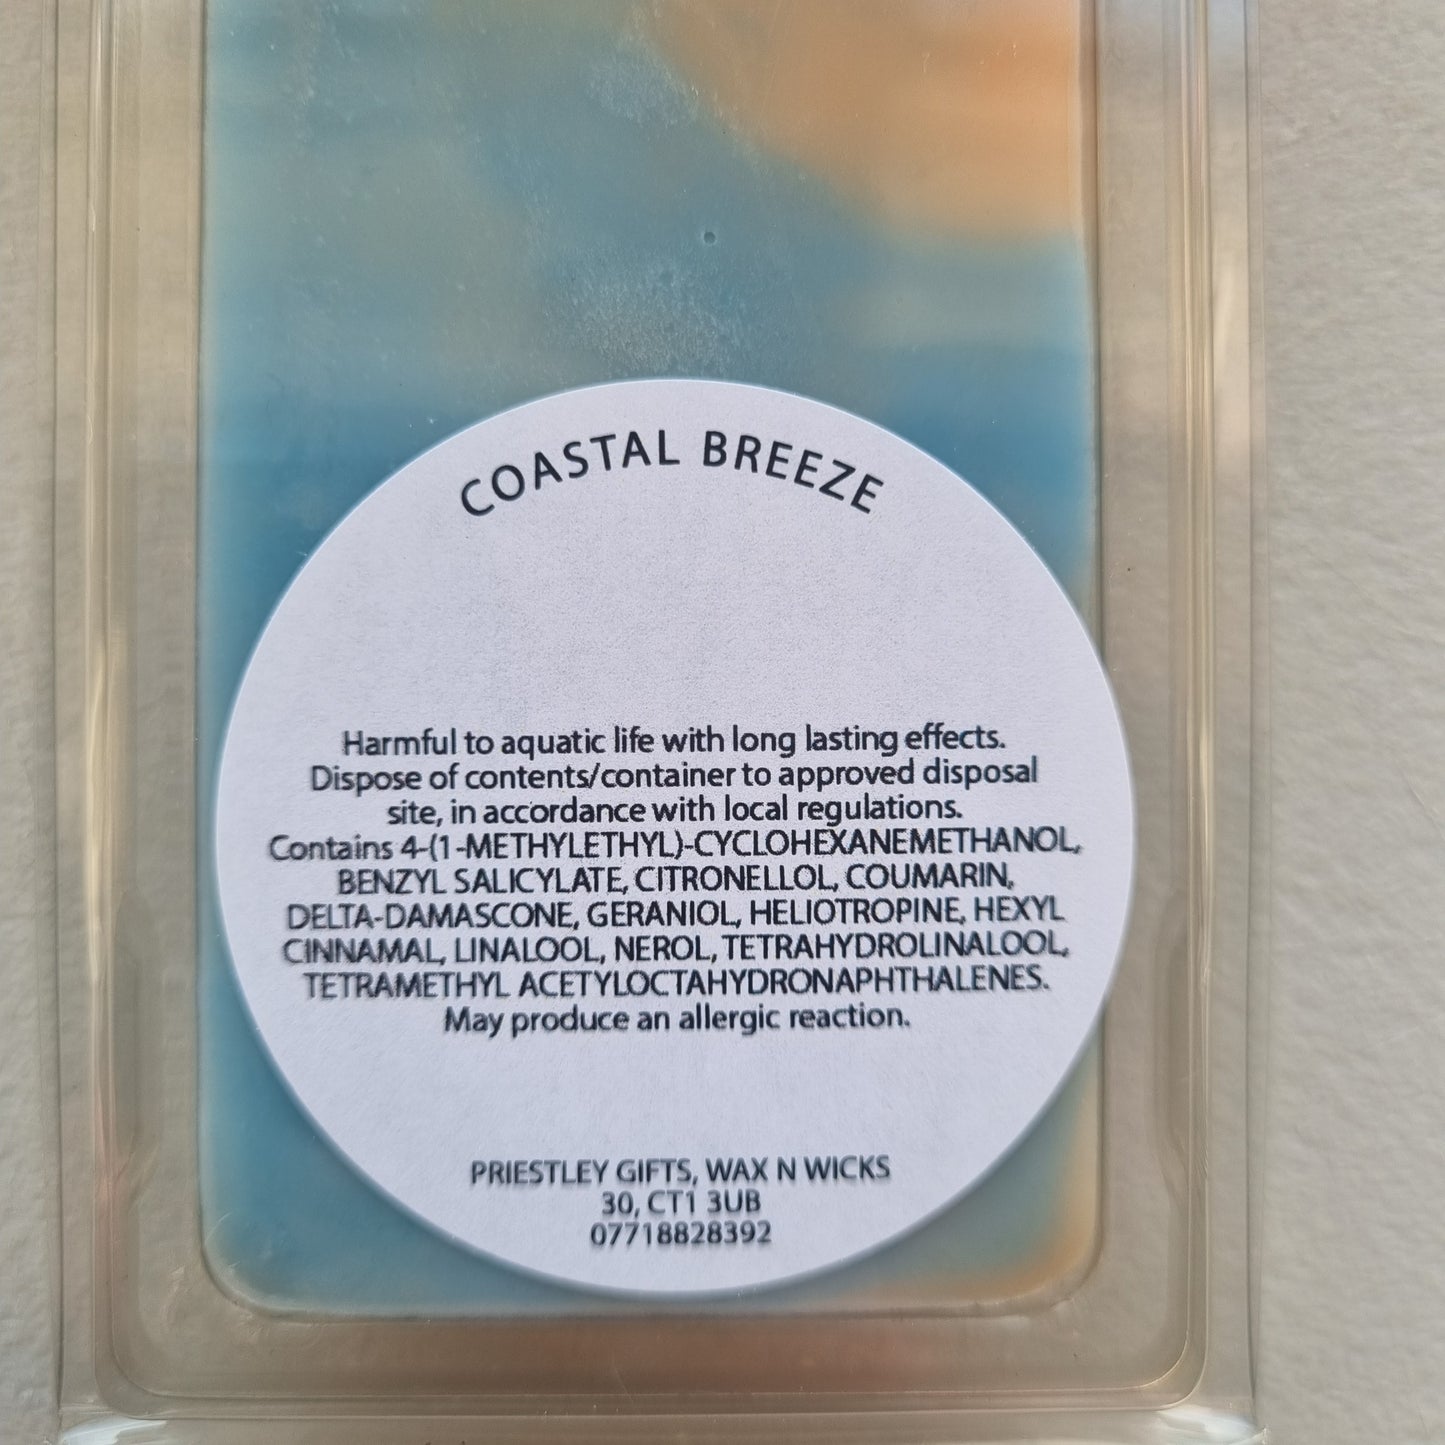 COASTAL BREEZE
Harmful to aquatic life with long lasting effects.
Dispose of contents/container to approved disposal
site, in accordance with local regulations.
Contains 4-(1-METHYLETHYL)-CYCLOHEXANEMETHANOL,
BENZYL SALICYLATE, CITRONELLOL, COUMARIN,
DELTA-DAMASCONE, GERANIOL, HELIOTROPINE, HEXYL
CINNAMAL, LINALOOL, NEROL, TETRAHYDROLINALOOL,
TETRAMETHYL ACETYLOCTAHYDRONAPHTHALENES.
May produce an allergic reaction.
PRIESTLEY GIFTS, WAX N WICKS
30, CT1 3UB
07718828392